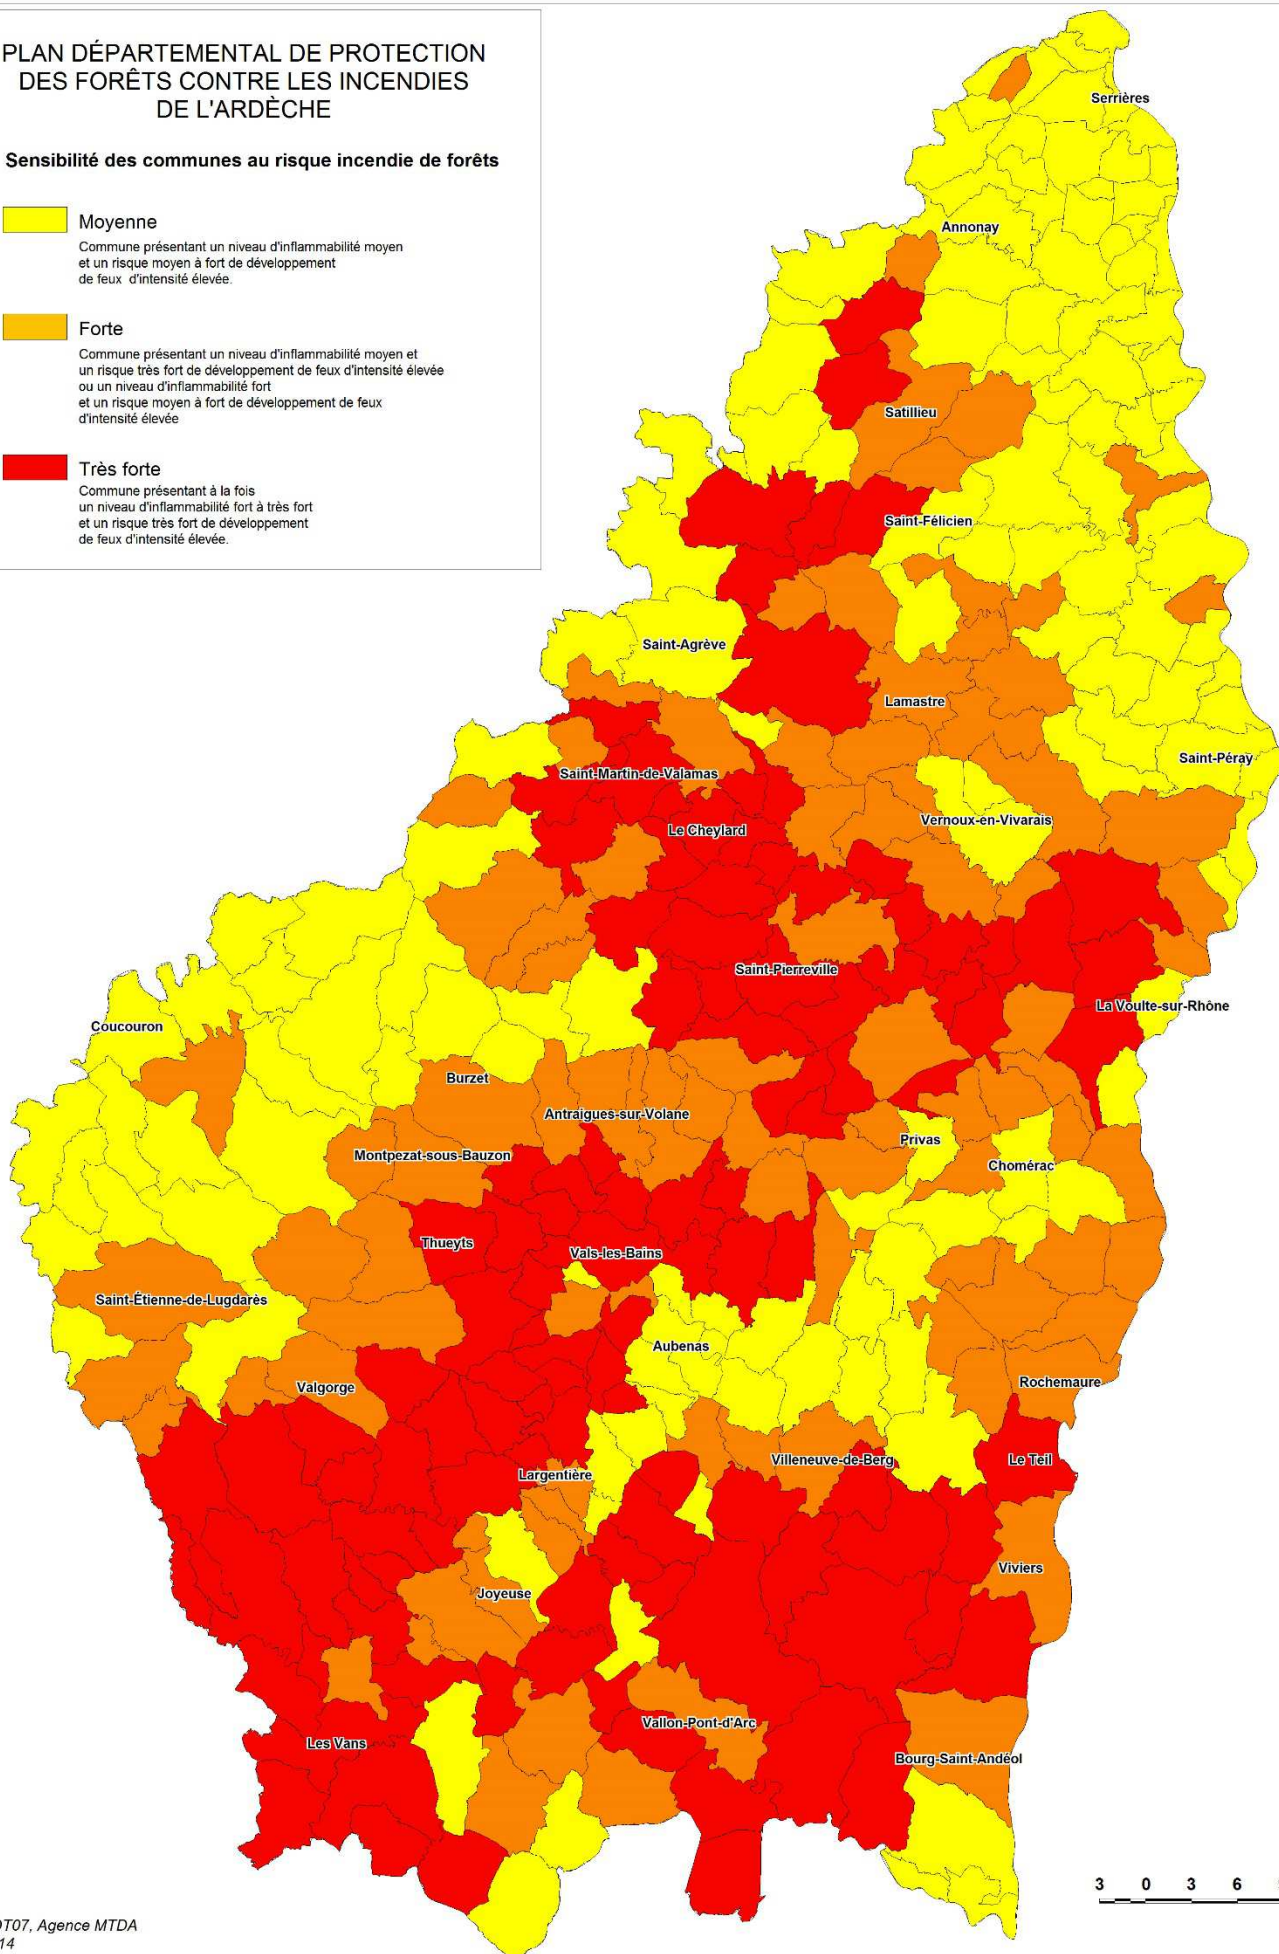 PLAN DÉPARTEMENTAL DE PROTECTION
DES FORÊTS CONTRE LES INCENDIES
DE L'ARDÈCHE
Sensibilité des communes au risque incendie de forêts
Moyenne
Commune présentant un niveau d'inflammabilité moyen
et un risque moyen à fort de développement
de feux d'intensité élevée.
Forte
Commune présentant un niveau d'inflammabilité moyen et
un risque très fort de développement de feux d'intensité élevée
ou un niveau d'inflammabilité fort
et un risque moyen à fort de développement de feux
d'intensité élevée
Très forte
Commune présentant à la fois
un niveau d'inflammabilité fort à très fort
et un risque très fort de développement
de feux d'intensité élevée.
Serrières
Annonay
Satillieu
Saint-Félicien
Saint-Agrève
Lamastre
Saint-Péray
Saint-Martin-de-Valamas
Vernoux-en-Vivarais
Le Cheylard
Saint-Pierreville
La Voulte-sur-Rhône
Coucouron
Burzet
Antraigues-sur-Volane
Privas
Montpezat-sous-Bauzon
Chomérac
Thueyts
Vals-les-Bains
Saint-Étienne-de-Lugdarès
Aubenas
Rochemaure
Valgorge
Villeneuve-de-Berg
Le Teil
Largentière
Viviers
Joyeuse
Vallon-Pont-d'Arc
Les Vans
Bourg-Saint-Andéol
3 0 3 6
DT07, Agence MTDA
14